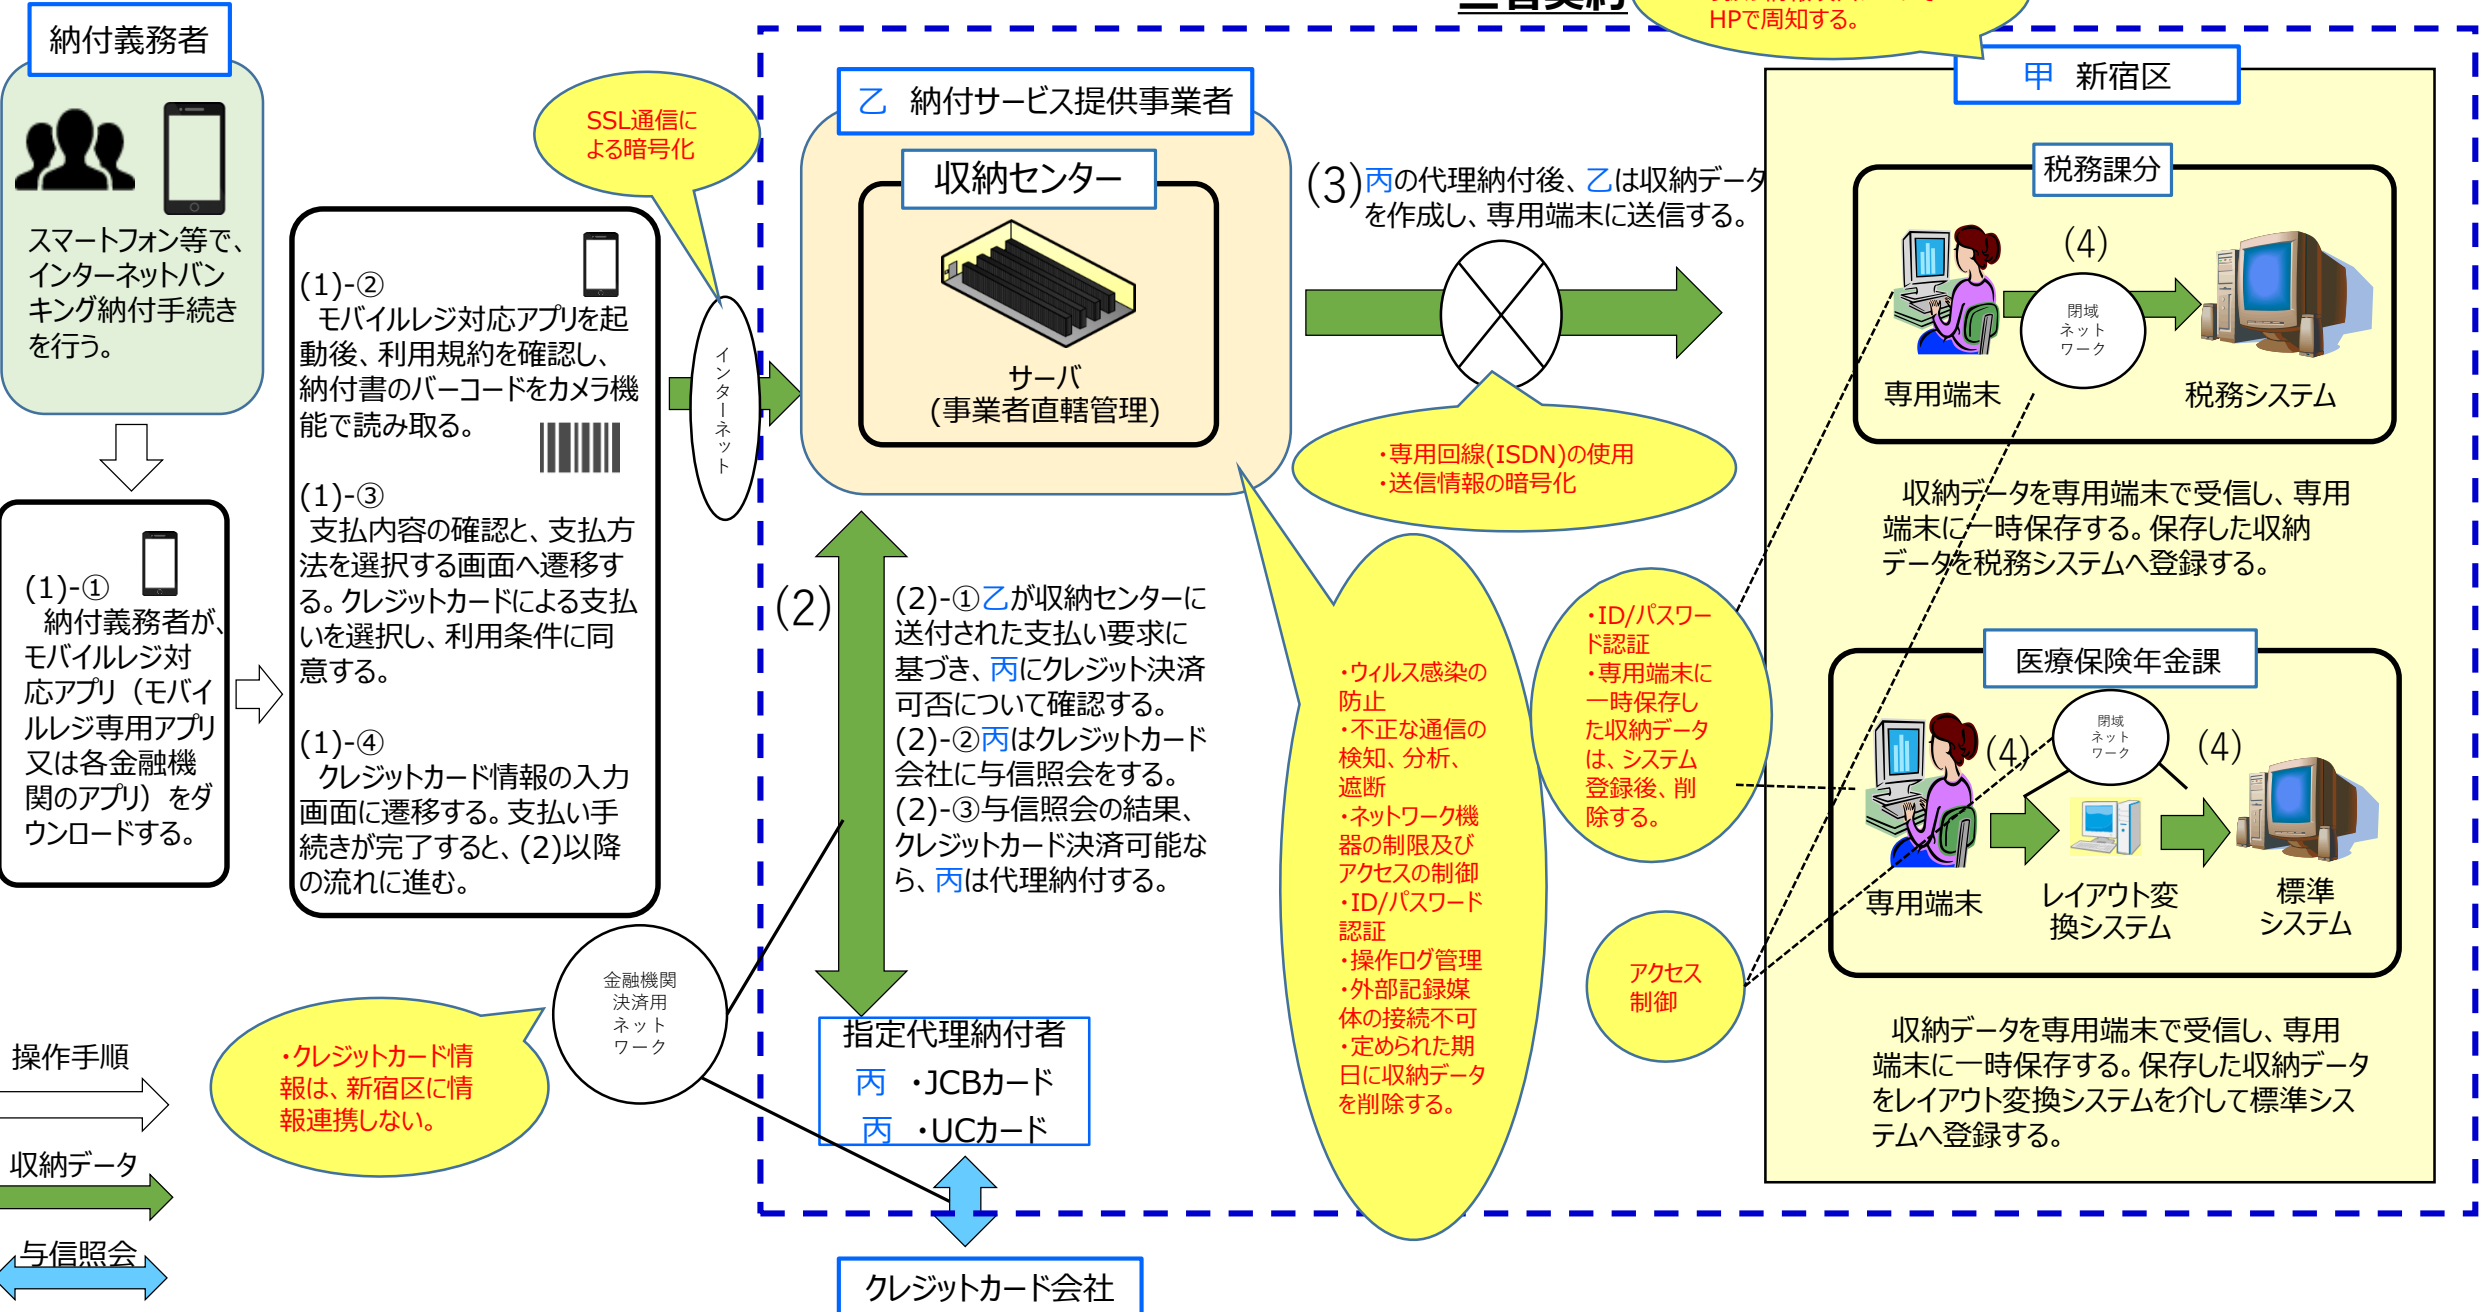 三者契約
HPで周知する。
納付義務者
スマートフォン等で、
インターネットバン
キング納付手続き
を行う。
(1)-①
納付義務者が、
モバイルレジ対
応アプリ（モバイ
ルレジ専用アプリ
又は各金融機
関のアプリ）をダ
ウンロードする。
(1)-②
モバイルレジ対応アプリを起
動後、利用規約を確認し、
納付書のバーコードをカメラ機
能で読み取る。
(1)-③
支払内容の確認と、支払方
法を選択する画面へ遷移す
る。クレジットカードによる支払
いを選択し、利用条件に同
意する。
(1)-④
クレジットカード情報の入力
画面に遷移する。支払い手
続きが完了すると、(2)以降
の流れに進む。
SSL通信に
よる暗号化
インターネット
乙 納付サービス提供事業者
収納センター
サーバ
(事業者直轄管理)
(2)
(2)-①乙が収納センターに
送付された支払い要求に
基づき、丙にクレジット決済
可否について確認する。
(2)-②丙はクレジットカード
会社に与信照会をする。
(2)-③与信照会の結果、
クレジットカード決済可能な
ら、丙は代理納付する。
(3)丙の代理納付後、乙は収納データ
を作成し、専用端末に送信する。
・専用回線(ISDN)の使用
・送信情報の暗号化
・ウィルス感染の
防止
・不正な通信の
検知、分析、
遮断
・ネットワーク機
器の制限及び
アクセスの制御
・ID/パスワード
認証
・操作ログ管理
・外部記録媒
体の接続不可
・定められた期
日に収納データ
を削除する。
・ID/パスワー
ド認証
・専用端末に
一時保存し
た収納データ
は、システム
登録後、削
除する。
アクセス
制御
甲 新宿区
税務課分
(4)
閉域
ネット
ワーク
専用端末
税務システム
収納データを専用端末で受信し、専用
端末に一時保存する。保存した収納
データを税務システムへ登録する。
医療保険年金課
閉域
ネット
ワーク
(4)
(4)
専用端末
レイアウト変
換システム
標準
システム
収納データを専用端末で受信し、専用
端末に一時保存する。保存した収納データ
をレイアウト変換システムを介して標準シス
テムへ登録する。
金融機関
決済用
ネット
ワーク
・クレジットカード情
報は、新宿区に情
報連携しない。
指定代理納付者
丙 ・JCBカード
丙 ・UCカード
クレジットカード会社
操作手順
収納データ
与信照会